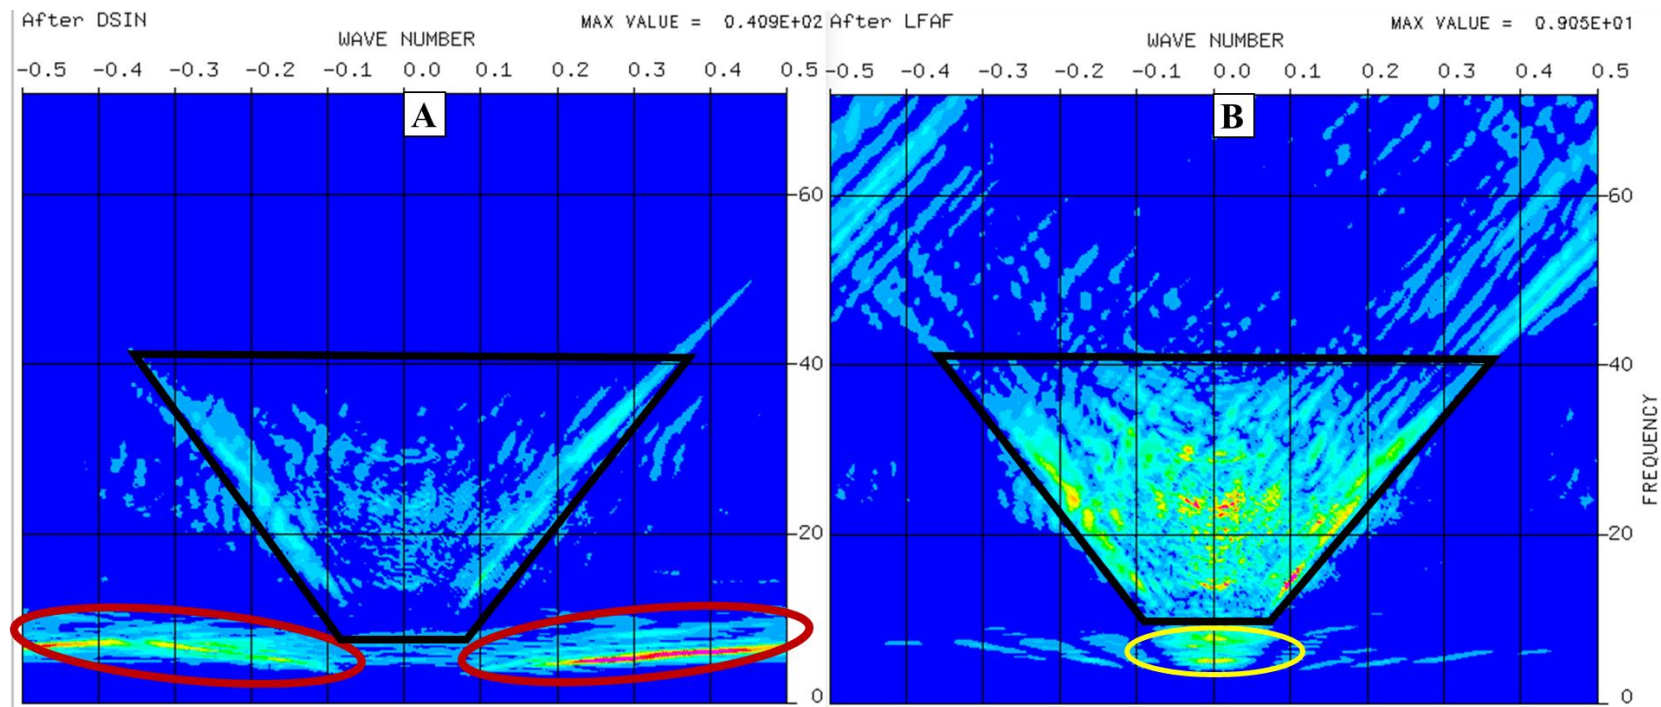 After DSIN MAX VALUE = 0.409E+02
WAVE NUMBER
-0.5 -0.4 -0.3 -0.2 -0.1 0.0 0.1 0.2 0.3 0.4 0.5
A
60
40
20
0
After LFAF MAX VALUE = 0.905E+01
WAVE NUMBER
-0.5 -0.4 -0.3 -0.2 -0.1 0.0 0.1 0.2 0.3 0.4 0.5
B
60
40
20
0
FREQUENCY